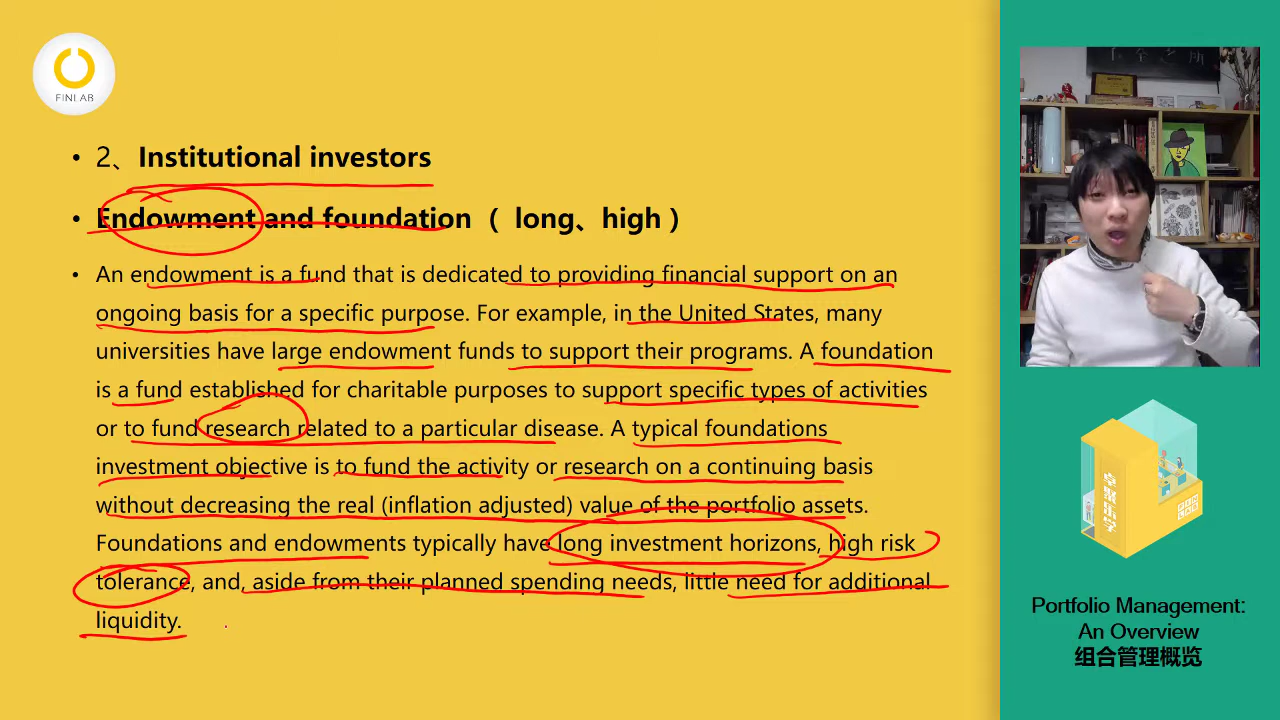 FINLAB
• 2、Institutional investors
• Endowment and foundation（ long、high）
• An endowment is a fund that is dedicated to providing financial support on an
ongoing basis for a specific purpose. For example, in the United States, many
universities have large endowment funds to support their programs. A foundation
is a fund established for charitable purposes to support specific types of activities
or to fund research related to a particular disease. A typical foundations
investment objective is to fund the activity or research on a continuing basis
without decreasing the real (inflation adjusted) value of the portfolio assets.
Foundations and endowments typically have long investment horizons, high risk
tolerance, and, aside from their planned spending needs, little need for additional
liquidity.
Portfolio Management:
An Overview
组合管理概览